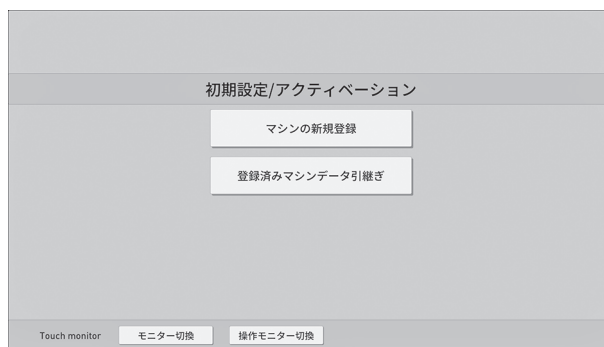 初期設定/アクティベーション
マシンの新規登録
登録済みマシンデータ引継ぎ
Touch monitor モニター切換 操作モニター切換